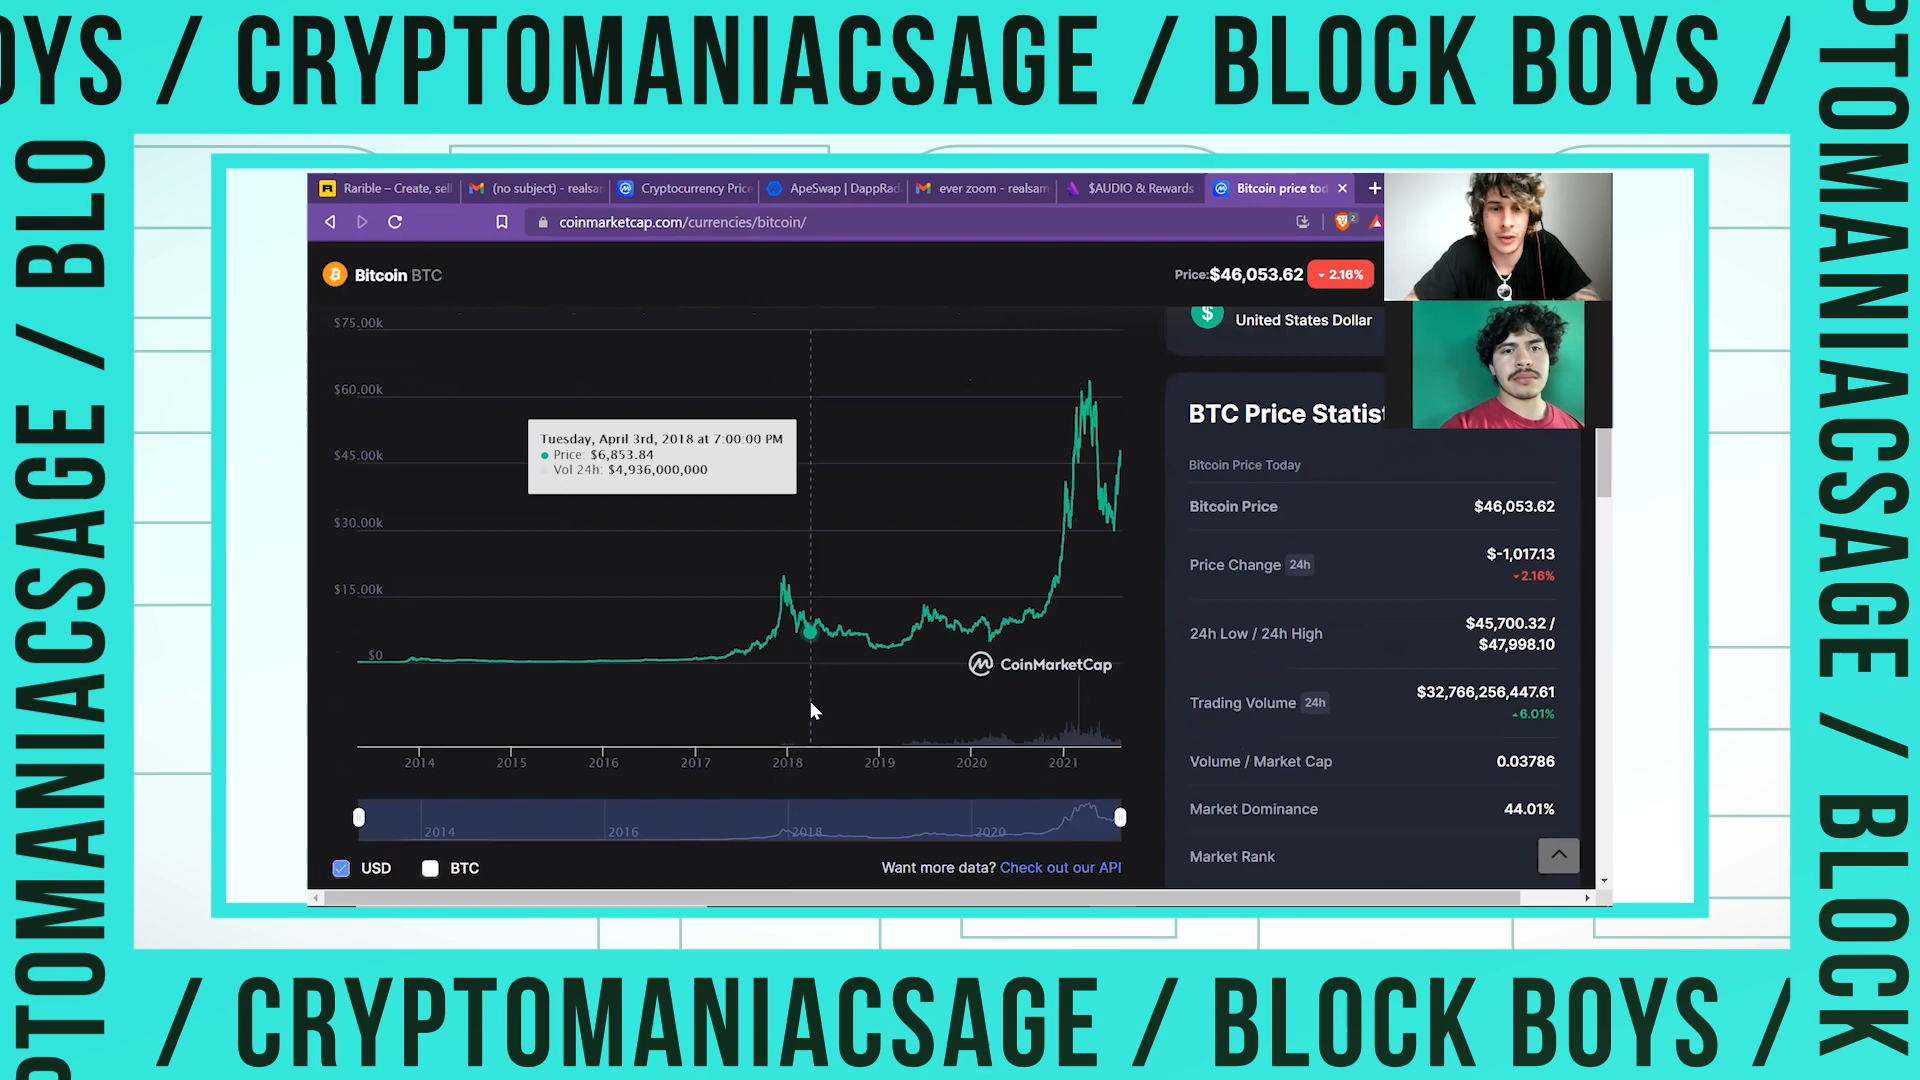 OYS / CRYPTOMANIACSAGE / BLOCK BOYS /
PTOMANIACSAGE / BLO
PTOMANIACSAGE / BLOCK
Rarible – Create, sell
(no subject) - realsam
Cryptocurrency Price
ApeSwap | DappRad
ever zoom - realsam
$AUDIO & Rewards
Bitcoin price tod
coinmarketcap.com/currencies/bitcoin/
2
Bitcoin BTC
Price:$46,053.62 2.16%
$75.00k
$60.00k
$45.00k
$30.00k
$15.00k
$0
Tuesday, April 3rd, 2018 at 7:00:00 PM
Price: $6,853.84
Vol 24h: $4,936,000,000
CoinMarketCap
2014 2015 2016 2017 2018 2019 2020 2021
2014 2016 2018 2020
USD BTC
Want more data? Check out our API
$ United States Dollar
BTC Price Statist
Bitcoin Price Today
Bitcoin Price $46,053.62
Price Change 24h $-1,017.13
2.16%
24h Low / 24h High $45,700.32 /
$47,998.10
Trading Volume 24h $32,766,256,447.61
6.01%
Volume / Market Cap 0.03786
Market Dominance 44.01%
Market Rank
/ CRYPTOMANIACSAGE / BLOCK BOYS /